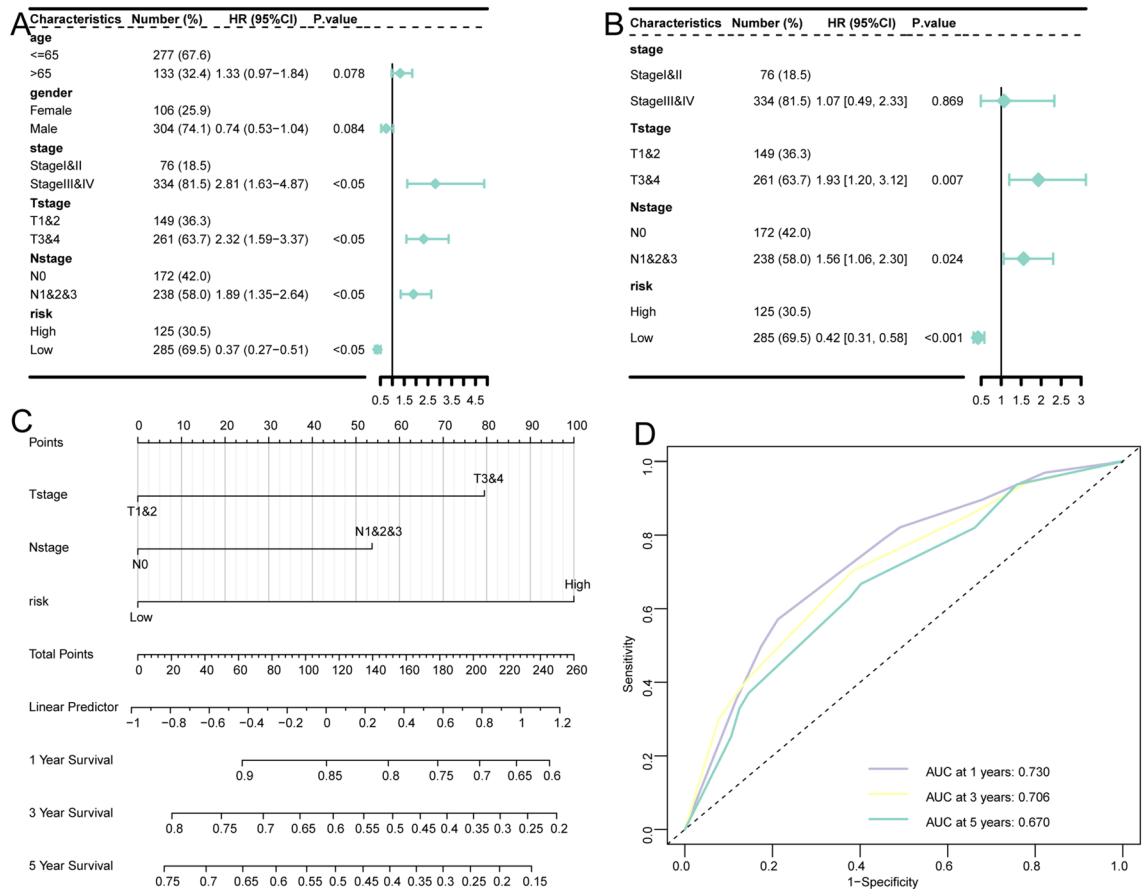 A
Characteristics Number (%) HR (95%CI) P.value
age
<=65 277 (67.6)
>65 133 (32.4) 1.33 (0.97−1.84) 0.078
gender
Female 106 (25.9)
Male 304 (74.1) 0.74 (0.53−1.04) 0.084
stage
StageI&II 76 (18.5)
StageIII&IV 334 (81.5) 2.81 (1.63−4.87) <0.05
Tstage
T1&2 149 (36.3)
T3&4 261 (63.7) 2.32 (1.59−3.37) <0.05
Nstage
N0 172 (42.0)
N1&2&3 238 (58.0) 1.89 (1.35−2.64) <0.05
risk
High 125 (30.5)
Low 285 (69.5) 0.37 (0.27−0.51) <0.05
0.5 1.5 2.5 3.5 4.5
B
Characteristics Number (%) HR (95%CI) P.value
stage
StageI&II 76 (18.5)
StageIII&IV 334 (81.5) 1.07 [0.49, 2.33] 0.869
Tstage
T1&2 149 (36.3)
T3&4 261 (63.7) 1.93 [1.20, 3.12] 0.007
Nstage
N0 172 (42.0)
N1&2&3 238 (58.0) 1.56 [1.06, 2.30] 0.024
risk
High 125 (30.5)
Low 285 (69.5) 0.42 [0.31, 0.58] <0.001
0.5 1 1.5 2 2.5 3
C
0 10 20 30 40 50 60 70 80 90 100
Points
T3&4
Tstage
T1&2
N1&2&3
Nstage
N0
High
risk
Low
Total Points
0 20 40 60 80 100 120 140 160 180 200 220 240 260
Linear Predictor
−1 −0.8 −0.6 −0.4 −0.2 0 0.2 0.4 0.6 0.8 1 1.2
1 Year Survival
0.9 0.85 0.8 0.75 0.7 0.65 0.6
3 Year Survival
0.8 0.75 0.7 0.65 0.6 0.55 0.5 0.45 0.4 0.35 0.3 0.25 0.2
5 Year Survival
0.75 0.7 0.65 0.6 0.55 0.5 0.45 0.4 0.35 0.3 0.25 0.2 0.15
D
1.0
0.8
0.6
0.4
0.2
0.0
Sensitivity
AUC at 1 years: 0.730
AUC at 3 years: 0.706
AUC at 5 years: 0.670
0.0 0.2 0.4 0.6 0.8 1.0
1−Specificity